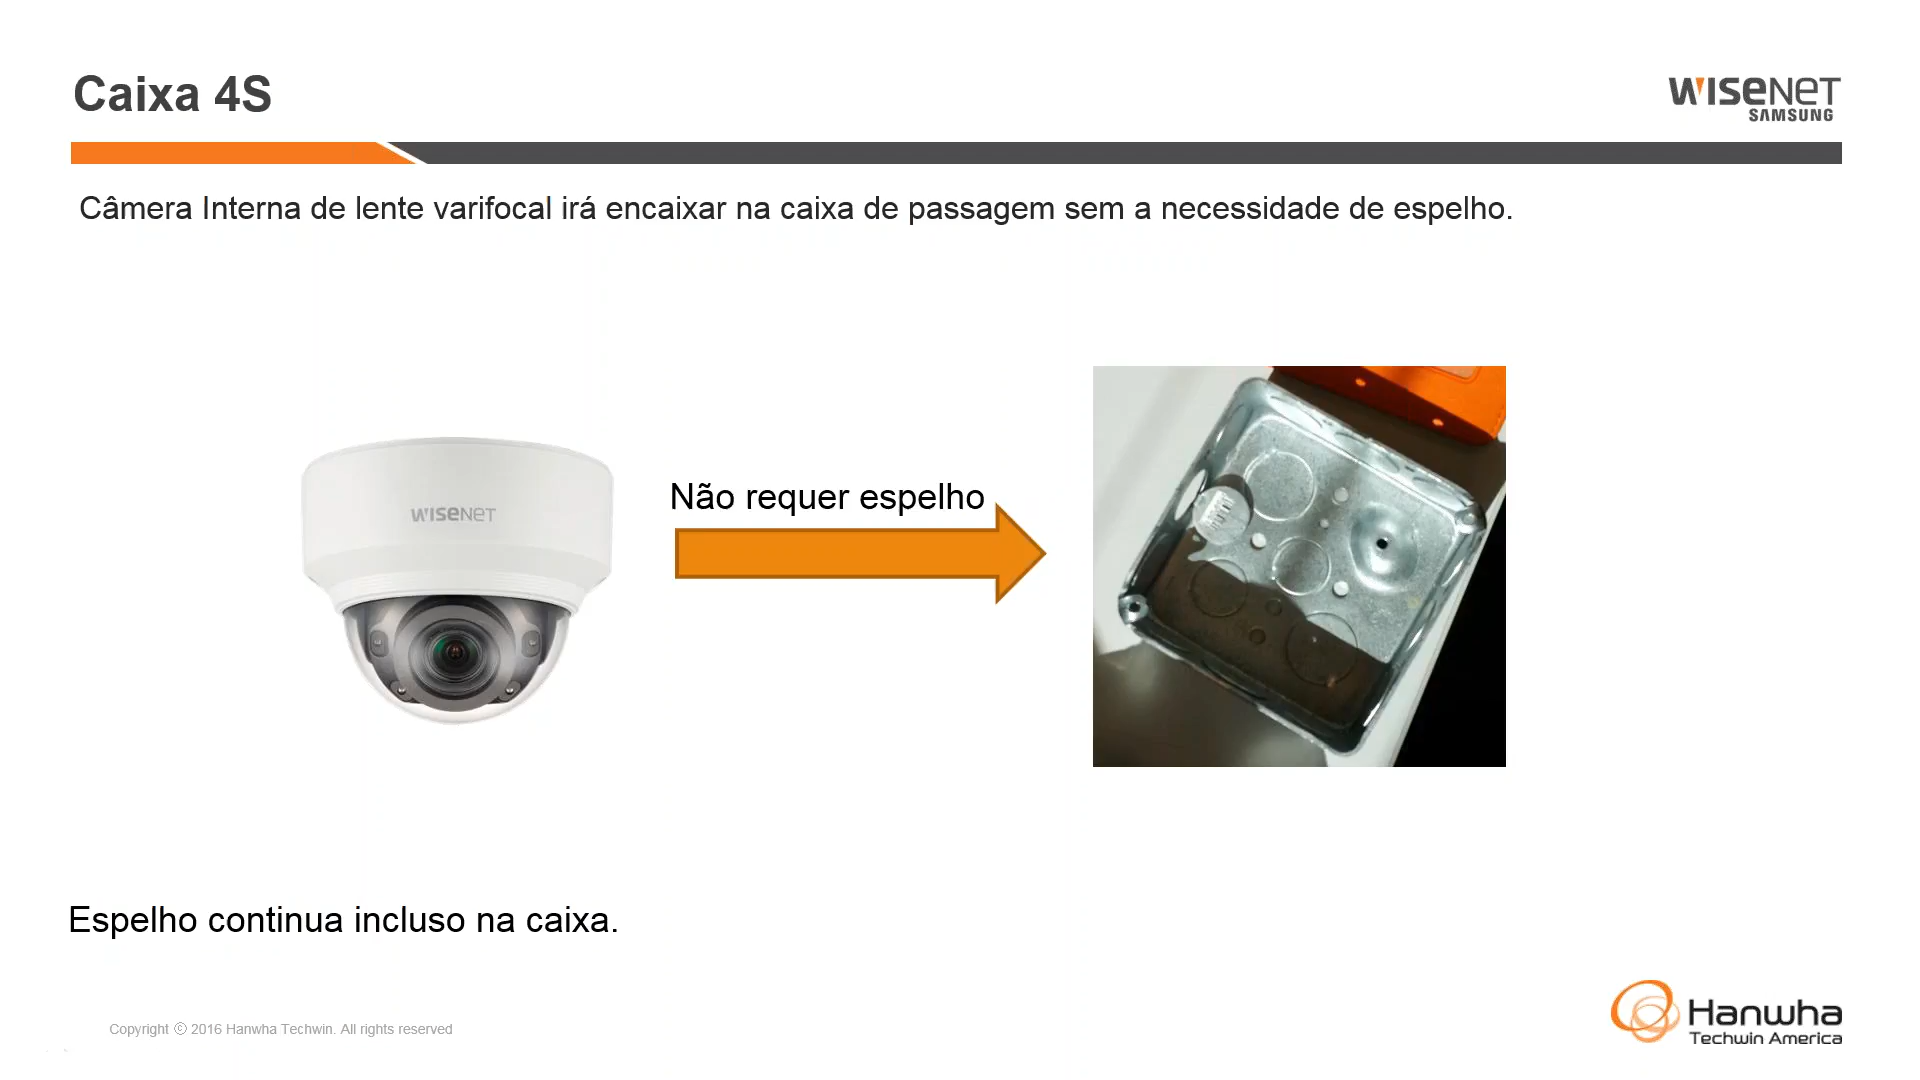 Caixa 4S
WISENET
SAMSUNG
Câmera Interna de lente varifocal irá encaixar na caixa de passagem sem a necessidade de espelho.
WISENET
Não requer espelho
Espelho continua incluso na caixa.
Copyright © 2016 Hanwha Techwin. All rights reserved
Hanwha
Techwin America